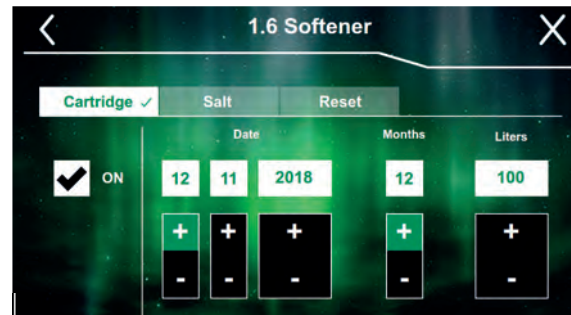 1.6 Softener
Cartridge ✓ Salt Reset
Date Months Liters
ON 12 11 2018 12 100
+ + + + +
- - - - -